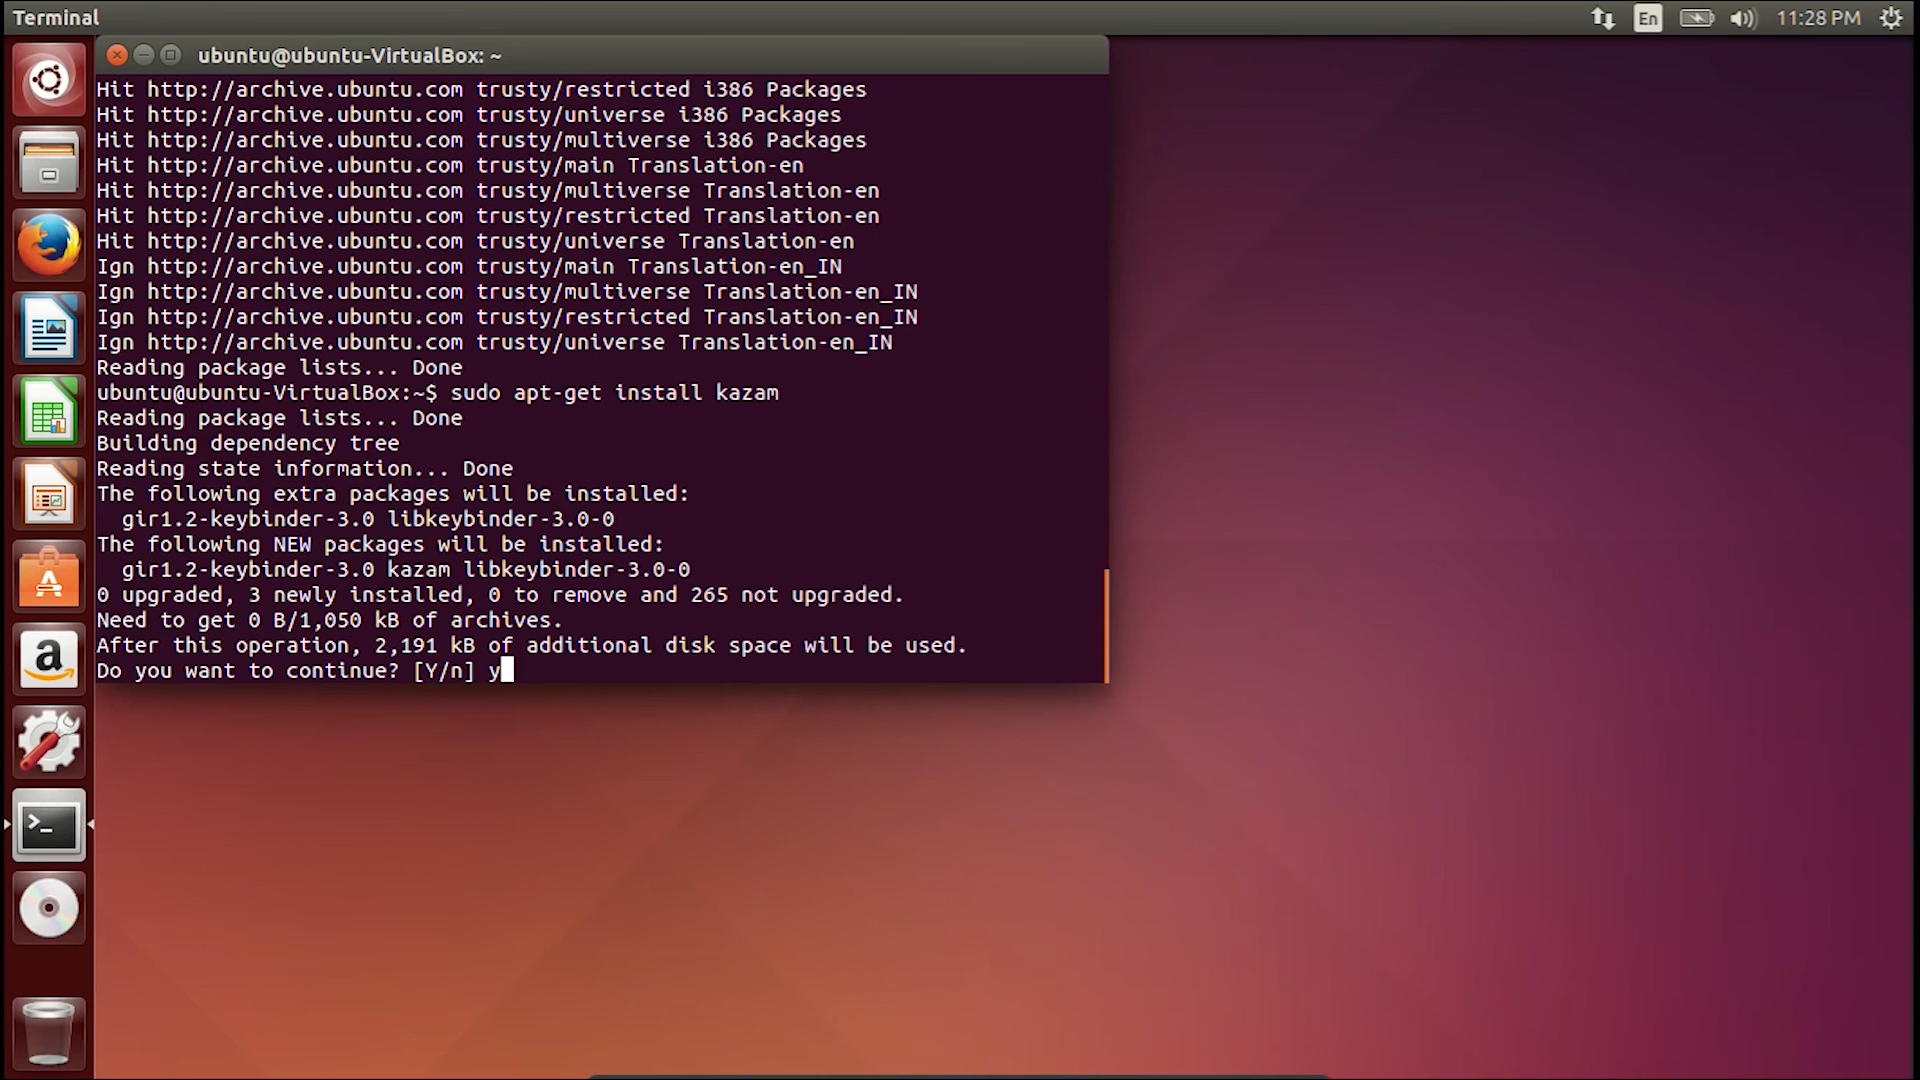 Terminal
En
11:28 PM
ubuntu@ubuntu-VirtualBox: ~
Hit http://archive.ubuntu.com trusty/restricted i386 Packages
Hit http://archive.ubuntu.com trusty/universe i386 Packages
Hit http://archive.ubuntu.com trusty/multiverse i386 Packages
Hit http://archive.ubuntu.com trusty/main Translation-en
Hit http://archive.ubuntu.com trusty/multiverse Translation-en
Hit http://archive.ubuntu.com trusty/restricted Translation-en
Hit http://archive.ubuntu.com trusty/universe Translation-en
Ign http://archive.ubuntu.com trusty/main Translation-en_IN
Ign http://archive.ubuntu.com trusty/multiverse Translation-en_IN
Ign http://archive.ubuntu.com trusty/restricted Translation-en_IN
Ign http://archive.ubuntu.com trusty/universe Translation-en_IN
Reading package lists... Done
ubuntu@ubuntu-VirtualBox:~$ sudo apt-get install kazam
Reading package lists... Done
Building dependency tree
Reading state information... Done
The following extra packages will be installed:
  gir1.2-keybinder-3.0 libkeybinder-3.0-0
The following NEW packages will be installed:
  gir1.2-keybinder-3.0 kazam libkeybinder-3.0-0
0 upgraded, 3 newly installed, 0 to remove and 265 not upgraded.
Need to get 0 B/1,050 kB of archives.
After this operation, 2,191 kB of additional disk space will be used.
Do you want to continue? [Y/n] y